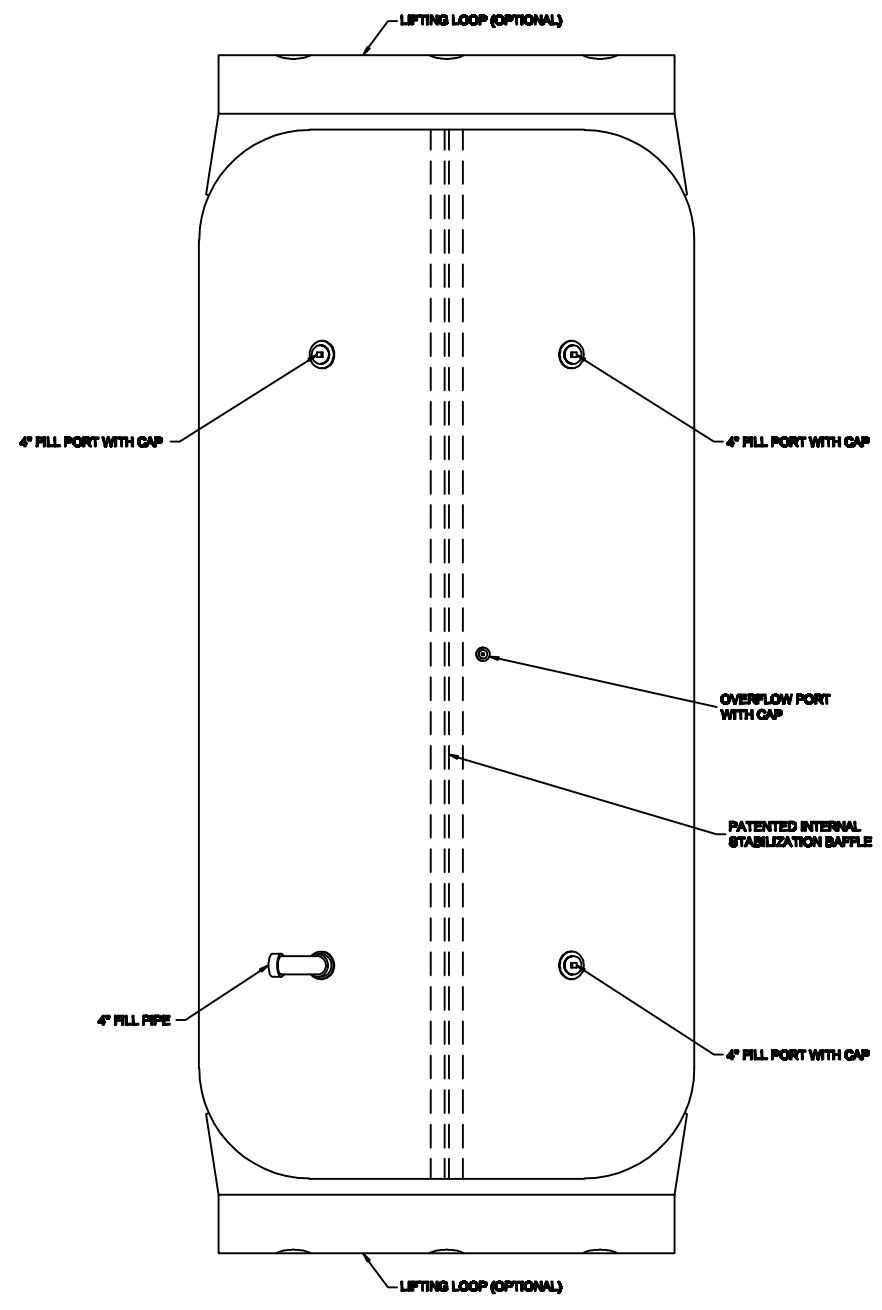 LIFTING LOOP (OPTIONAL)
4" FILL PORT WITH CAP
4" FILL PORT WITH CAP
OVERFLOW PORT
WITH CAP
PATENTED INTERNAL
STABILIZATION BAFFLE
4" FILL PIPE
4" FILL PORT WITH CAP
LIFTING LOOP (OPTIONAL)